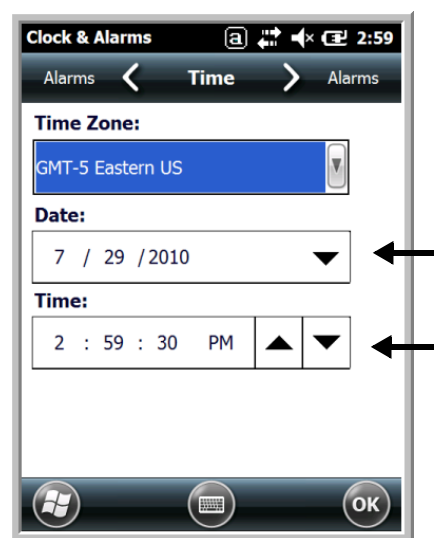 Clock & Alarms a 2:59
Alarms Time Alarms
Time Zone:
GMT-5 Eastern US
Date:
7 / 29 / 2010
Time:
2 : 59 : 30 PM
OK